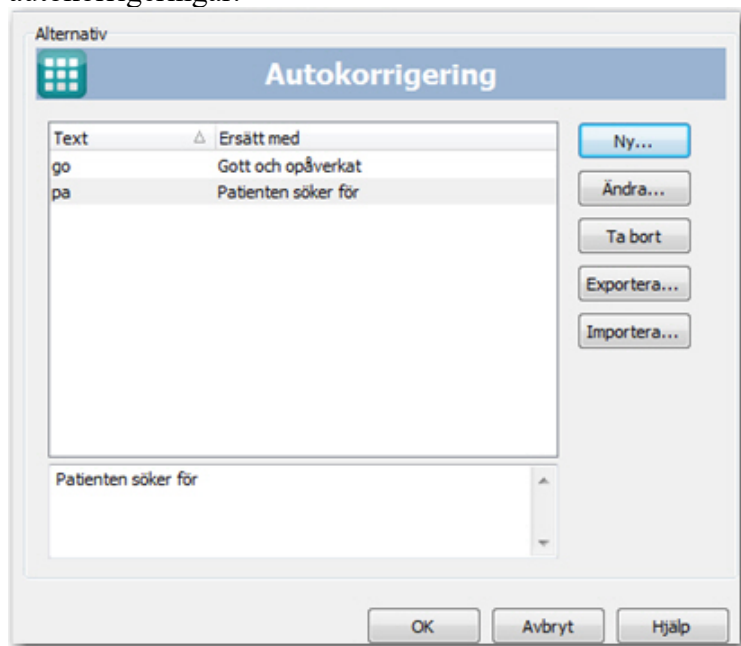 autokorrigeringar.
Alternativ
Autokorrigering
Text Ersätt med
go Gott och opåverkat
pa Patienten söker för
Ny...
Ändra...
Ta bort
Exportera...
Importera...
Patienten söker för
OK Avbryt Hjälp